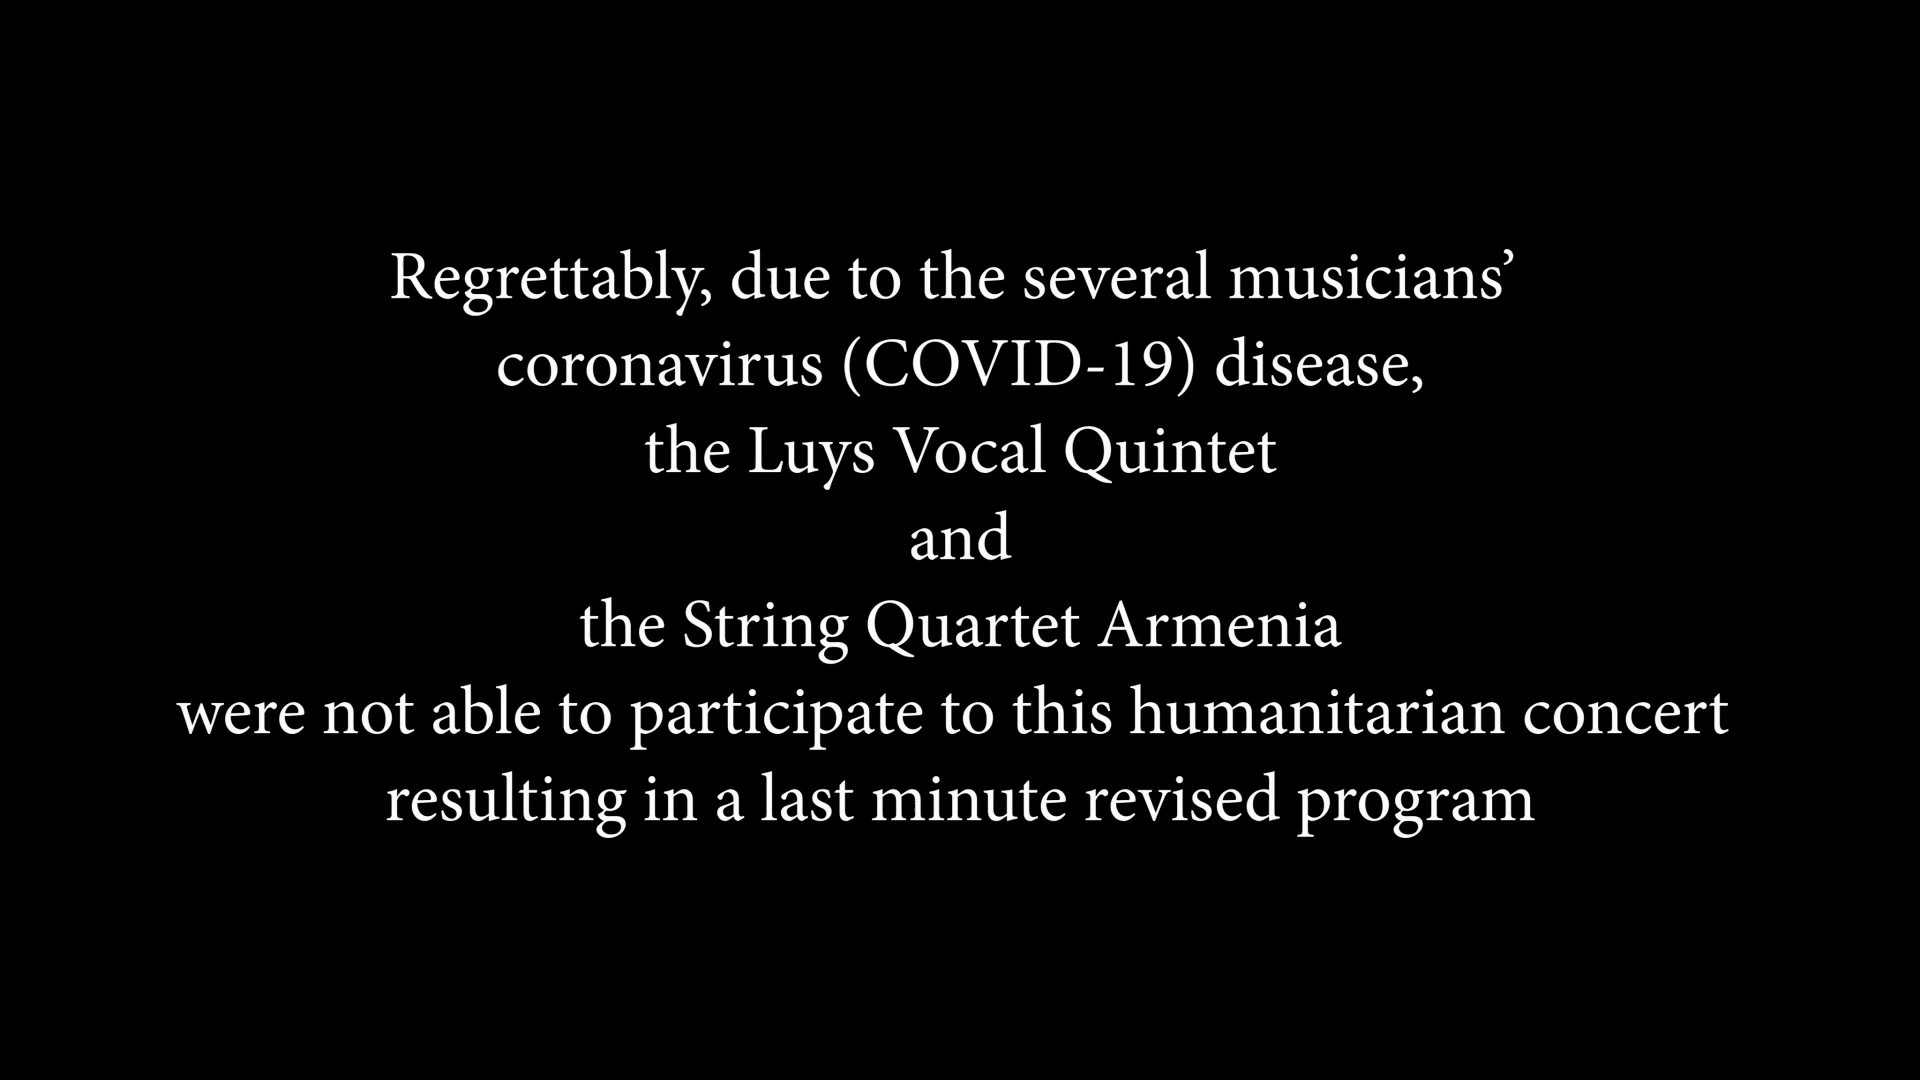 Regrettably, due to the several musicians’
coronavirus (COVID-19) disease,
the Luys Vocal Quintet
and
the String Quartet Armenia
were not able to participate to this humanitarian concert
resulting in a last minute revised program